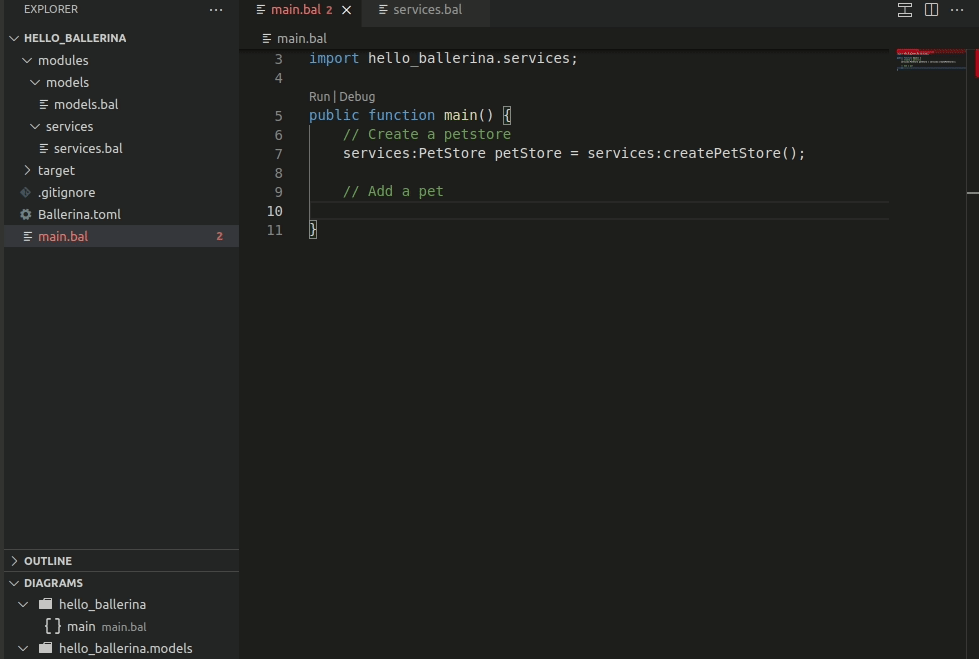 EXPLORER
HELLO_BALLERINA
modules
models
models.bal
services
services.bal
target
.gitignore
Ballerina.toml
main.bal 2
OUTLINE
DIAGRAMS
hello_ballerina
main main.bal
hello_ballerina.models
main.bal 2
services.bal
main.bal
3 import hello_ballerina.services;
4
Run | Debug
5 public function main() {
6 // Create a petstore
7 services:PetStore petStore = services:createPetStore();
8
9 // Add a pet
10
11 }